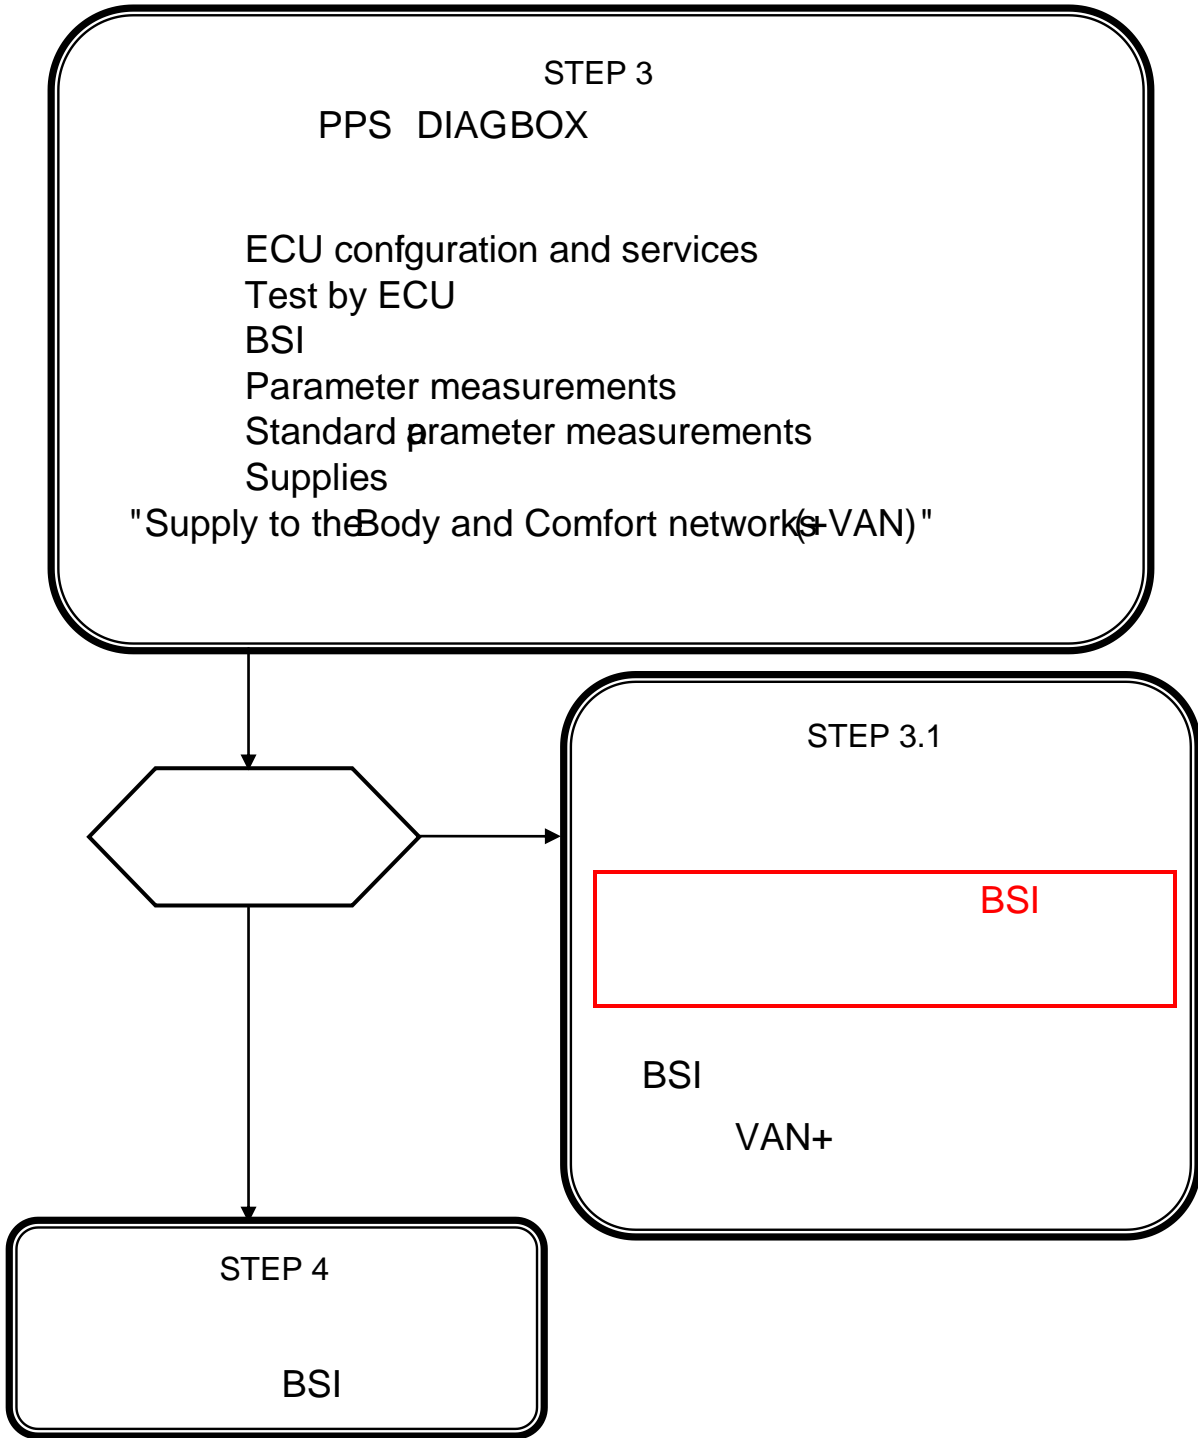 STEP 3
PPS DIAGBOX
ECU confguration and services
Test by ECU
BSI
Parameter measurements
Standard parameter measurements
Supplies
"Supply to the Body and Comfort networks (+VAN)"
STEP 3.1
BSI
BSI
VAN+
STEP 4
BSI